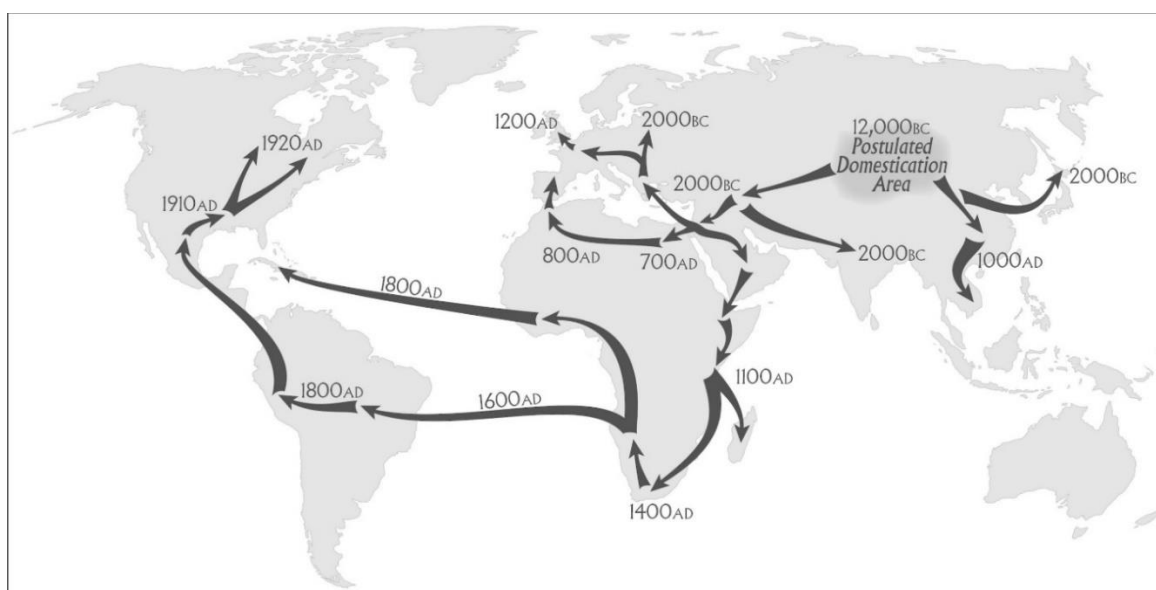 1200AD
2000BC
12,000BC
Postulated
Domestication
Area
1920AD
2000BC
2000BC
1910AD
800AD
700AD
2000BC
1000AD
1800AD
1100AD
1800AD
1600AD
1400AD